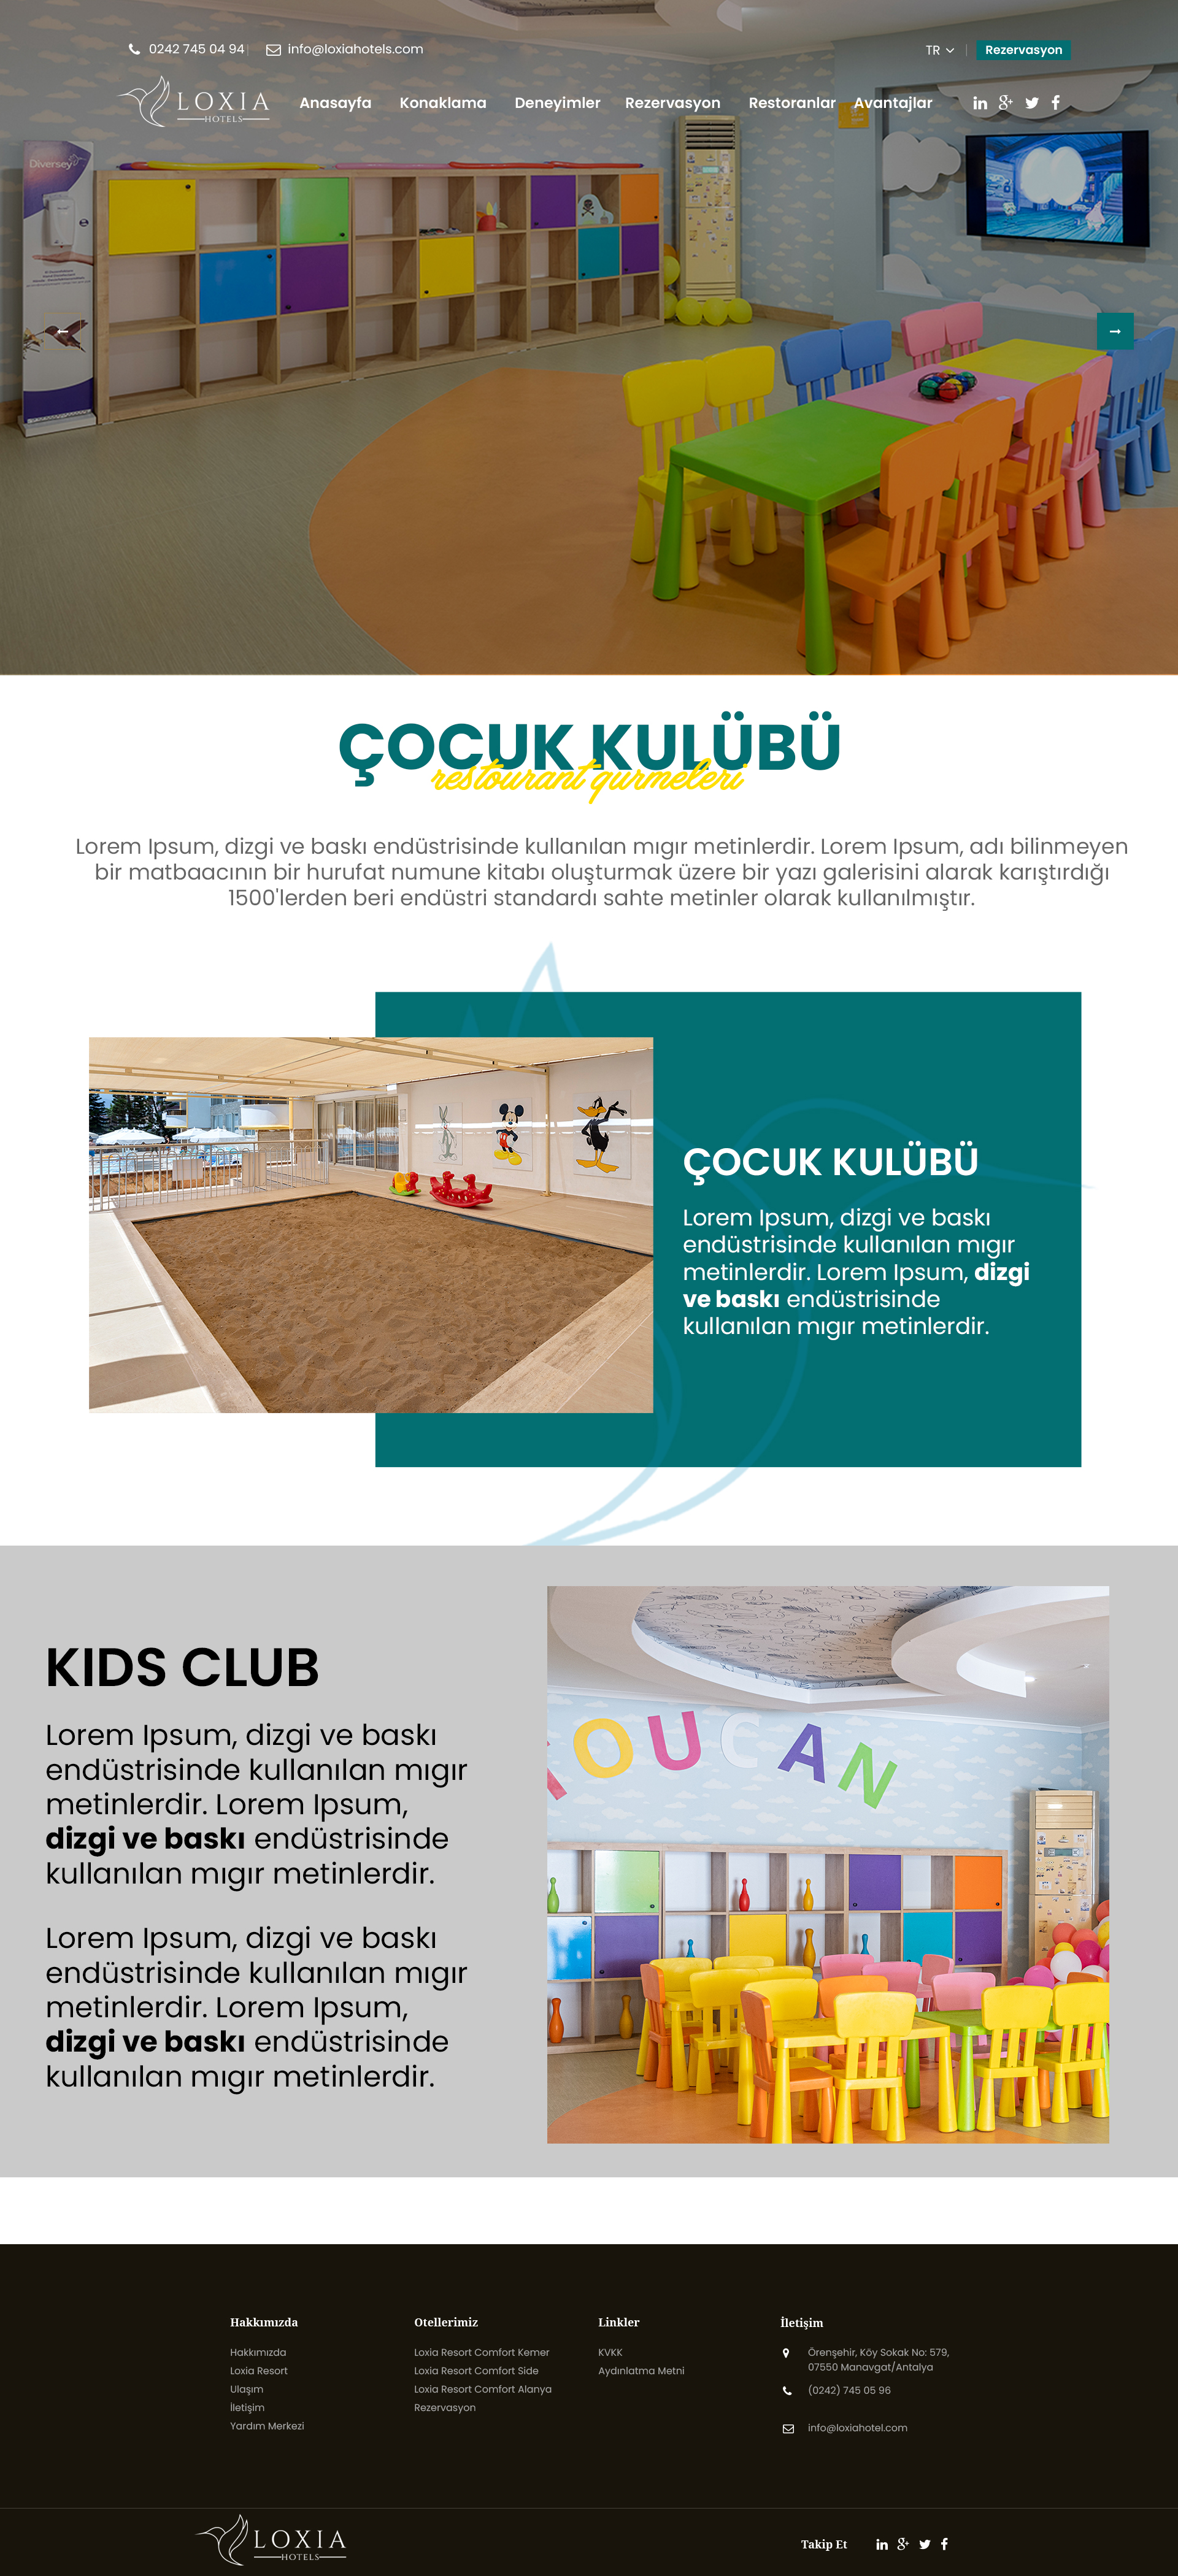 0242 745 04 94
info@loxiahotels.com
TR
Rezervasyon
LOXIA
HOTELS
Anasayfa
Konaklama
Deneyimler
Rezervasyon
Restoranlar
Avantajlar
Diversey
ÇOCUK KULÜBÜ
restourant gurmeleri
Lorem Ipsum, dizgi ve baskı endüstrisinde kullanılan mıgır metinlerdir. Lorem Ipsum, adı bilinmeyen
bir matbaacının bir hurufat numune kitabı oluşturmak üzere bir yazı galerisini alarak karıştırdığı
1500'lerden beri endüstri standardı sahte metinler olarak kullanılmıştır.
ÇOCUK KULÜBÜ
Lorem Ipsum, dizgi ve baskı
endüstrisinde kullanılan mıgır
metinlerdir. Lorem Ipsum, dizgi
ve baskı endüstrisinde
kullanılan mıgır metinlerdir.
KIDS CLUB
Lorem Ipsum, dizgi ve baskı
endüstrisinde kullanılan mıgır
metinlerdir. Lorem Ipsum,
dizgi ve baskı endüstrisinde
kullanılan mıgır metinlerdir.
Lorem Ipsum, dizgi ve baskı
endüstrisinde kullanılan mıgır
metinlerdir. Lorem Ipsum,
dizgi ve baskı endüstrisinde
kullanılan mıgır metinlerdir.
OUCAN
Hakkımızda
Hakkımızda
Loxia Resort
Ulaşım
İletişim
Yardım Merkezi
Otellerimiz
Loxia Resort Comfort Kemer
Loxia Resort Comfort Side
Loxia Resort Comfort Alanya
Rezervasyon
Linkler
KVKK
Aydınlatma Metni
İletişim
Örenşehir, Köy Sokak No: 579,
07550 Manavgat/Antalya
(0242) 745 05 96
info@loxiahotel.com
LOXIA
HOTELS
Takip Et